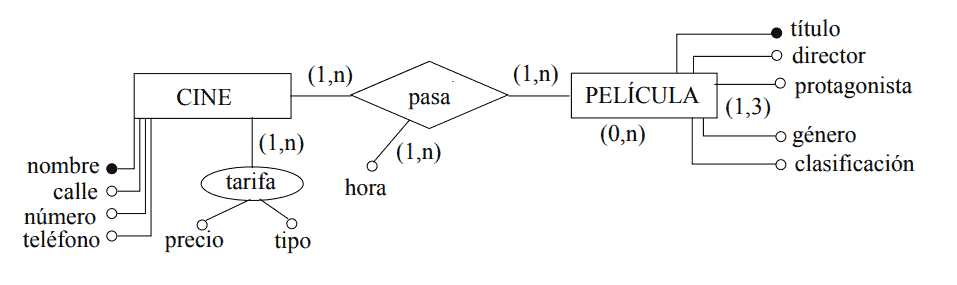 título
director
(1,n)
(1,n)
CINE
pasa
PELÍCULA
protagonista
(1,3)
(1,n)
(0,n)
género
(1,n)
nombre
clasificación
tarifa
hora
calle
número
teléfono
precio
tipo